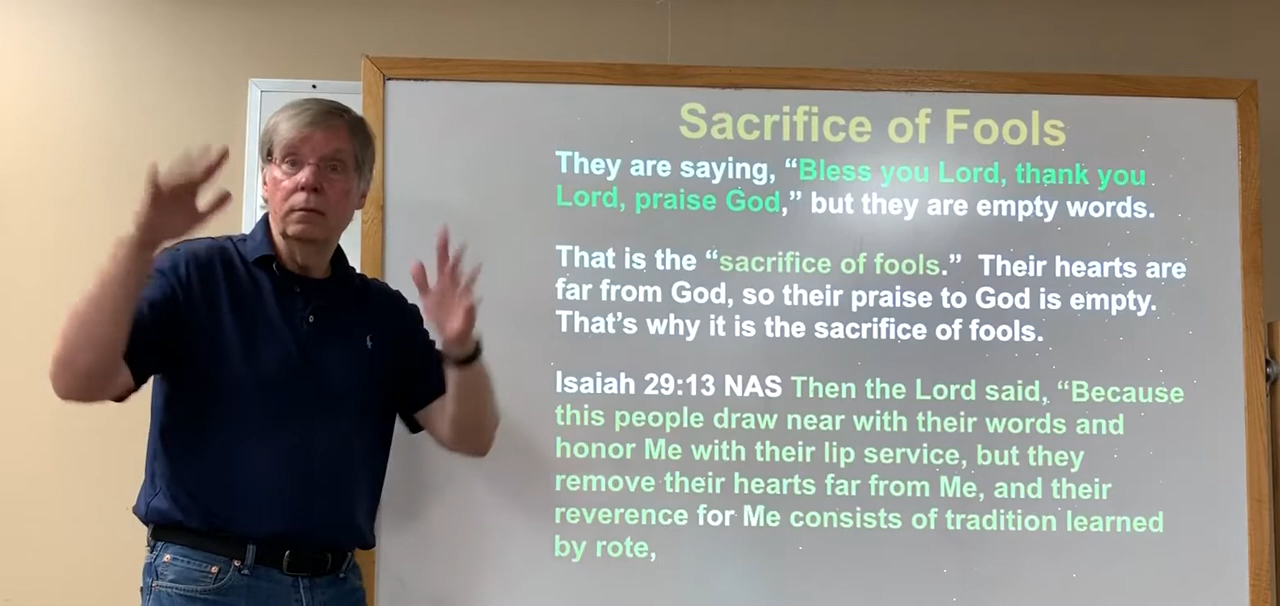 Sacrifice of Fools
They are saying, “Bless you Lord, thank you
Lord, praise God,” but they are empty words.
That is the “sacrifice of fools.” Their hearts are
far from God, so their praise to God is empty.
That’s why it is the sacrifice of fools.
Isaiah 29:13 NAS Then the Lord said, “Because
this people draw near with their words and
honor Me with their lip service, but they
remove their hearts far from Me, and their
reverence for Me consists of tradition learned
by rote,